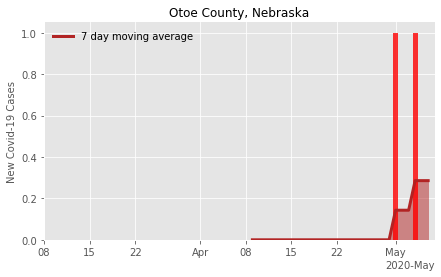 Otoe County, Nebraska
7 day moving average
New Covid-19 Cases
1.0
0.8
0.6
0.4
0.2
0.0
08 15 22 Apr 08 15 22 May
2020-May